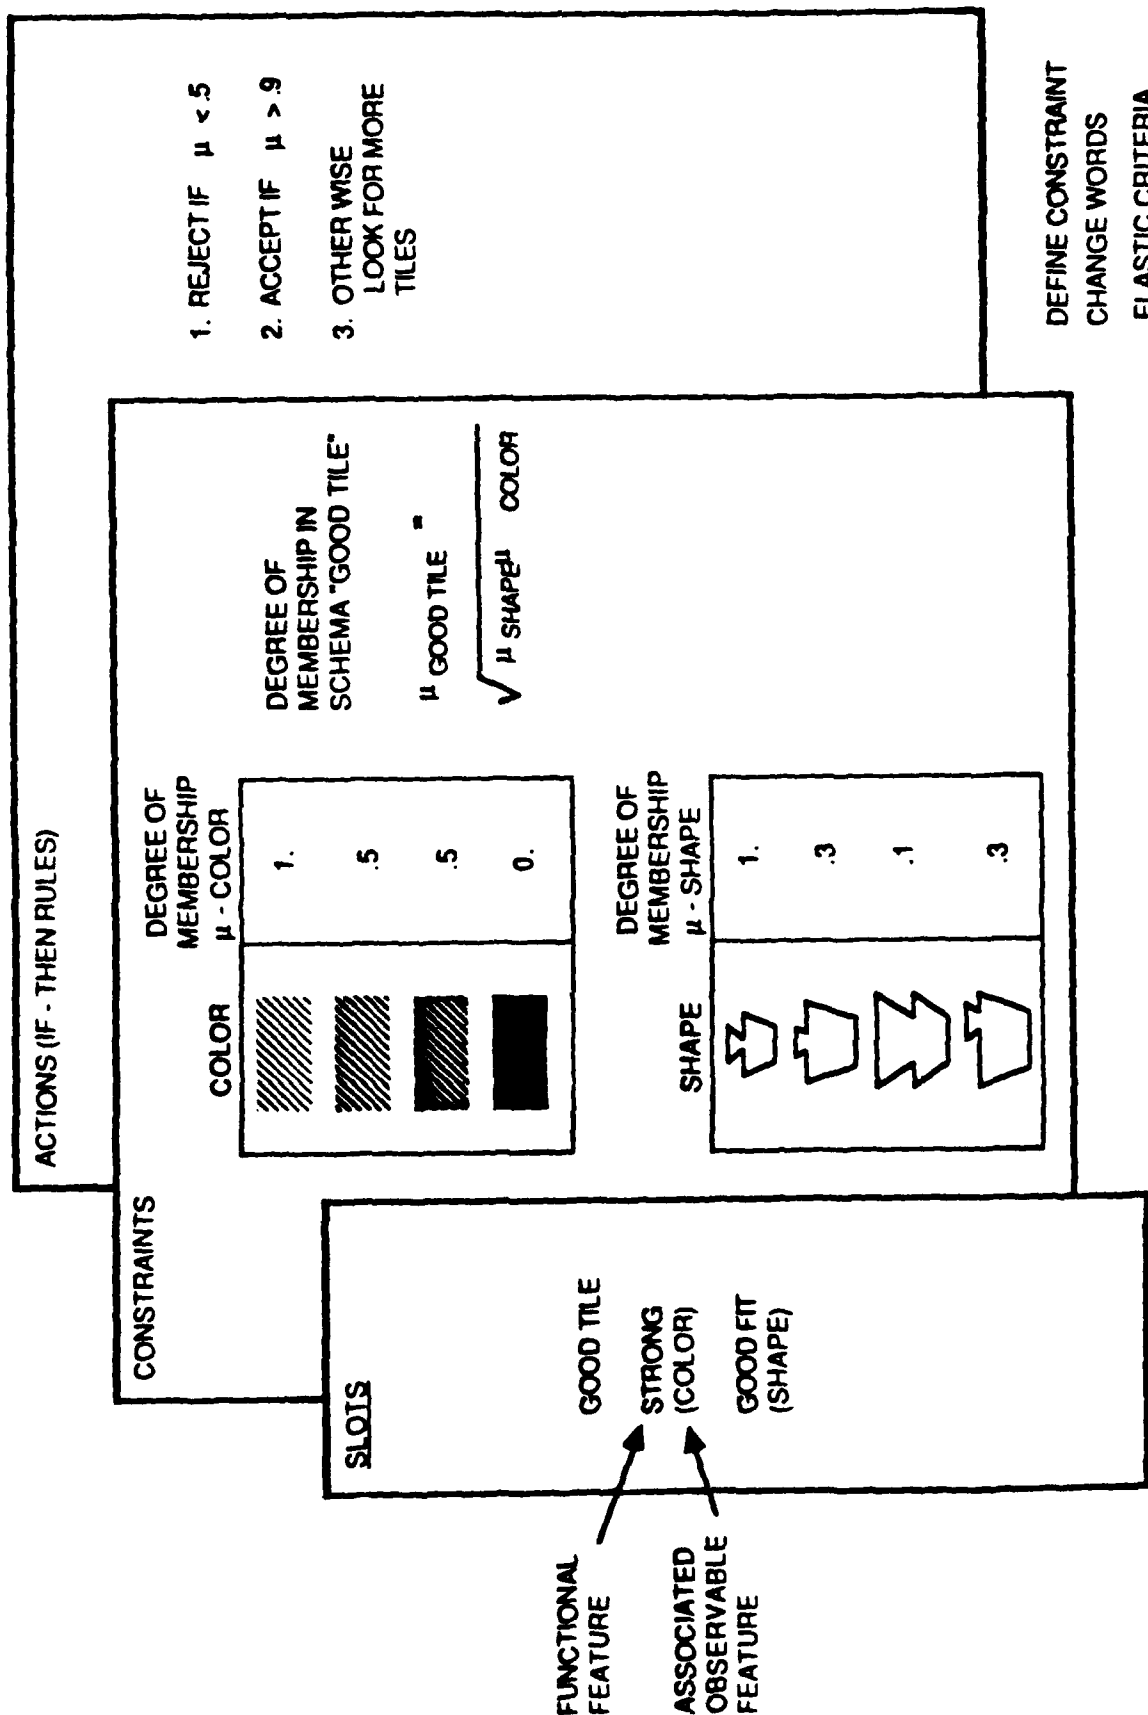 ACTIONS (IF - THEN RULES)
1. REJECT IF μ < .5
2. ACCEPT IF μ > .9
3. OTHER WISE
LOOK FOR MORE
TILES
CONSTRAINTS
COLOR
DEGREE OF
MEMBERSHIP
μ - COLOR
1.
.5
.5
0.
SHAPE
DEGREE OF
MEMBERSHIP
μ - SHAPE
1.
.3
.1
.3
DEGREE OF
MEMBERSHIP IN
SCHEMA "GOOD TILE"
μ GOOD TILE =
√ μ SHAPE μ COLOR
SLOTS
GOOD TILE
STRONG
(COLOR)
GOOD FIT
(SHAPE)
FUNCTIONAL
FEATURE
ASSOCIATED
OBSERVABLE
FEATURE
DEFINE CONSTRAINT
CHANGE WORDS
ELASTIC CRITERIA